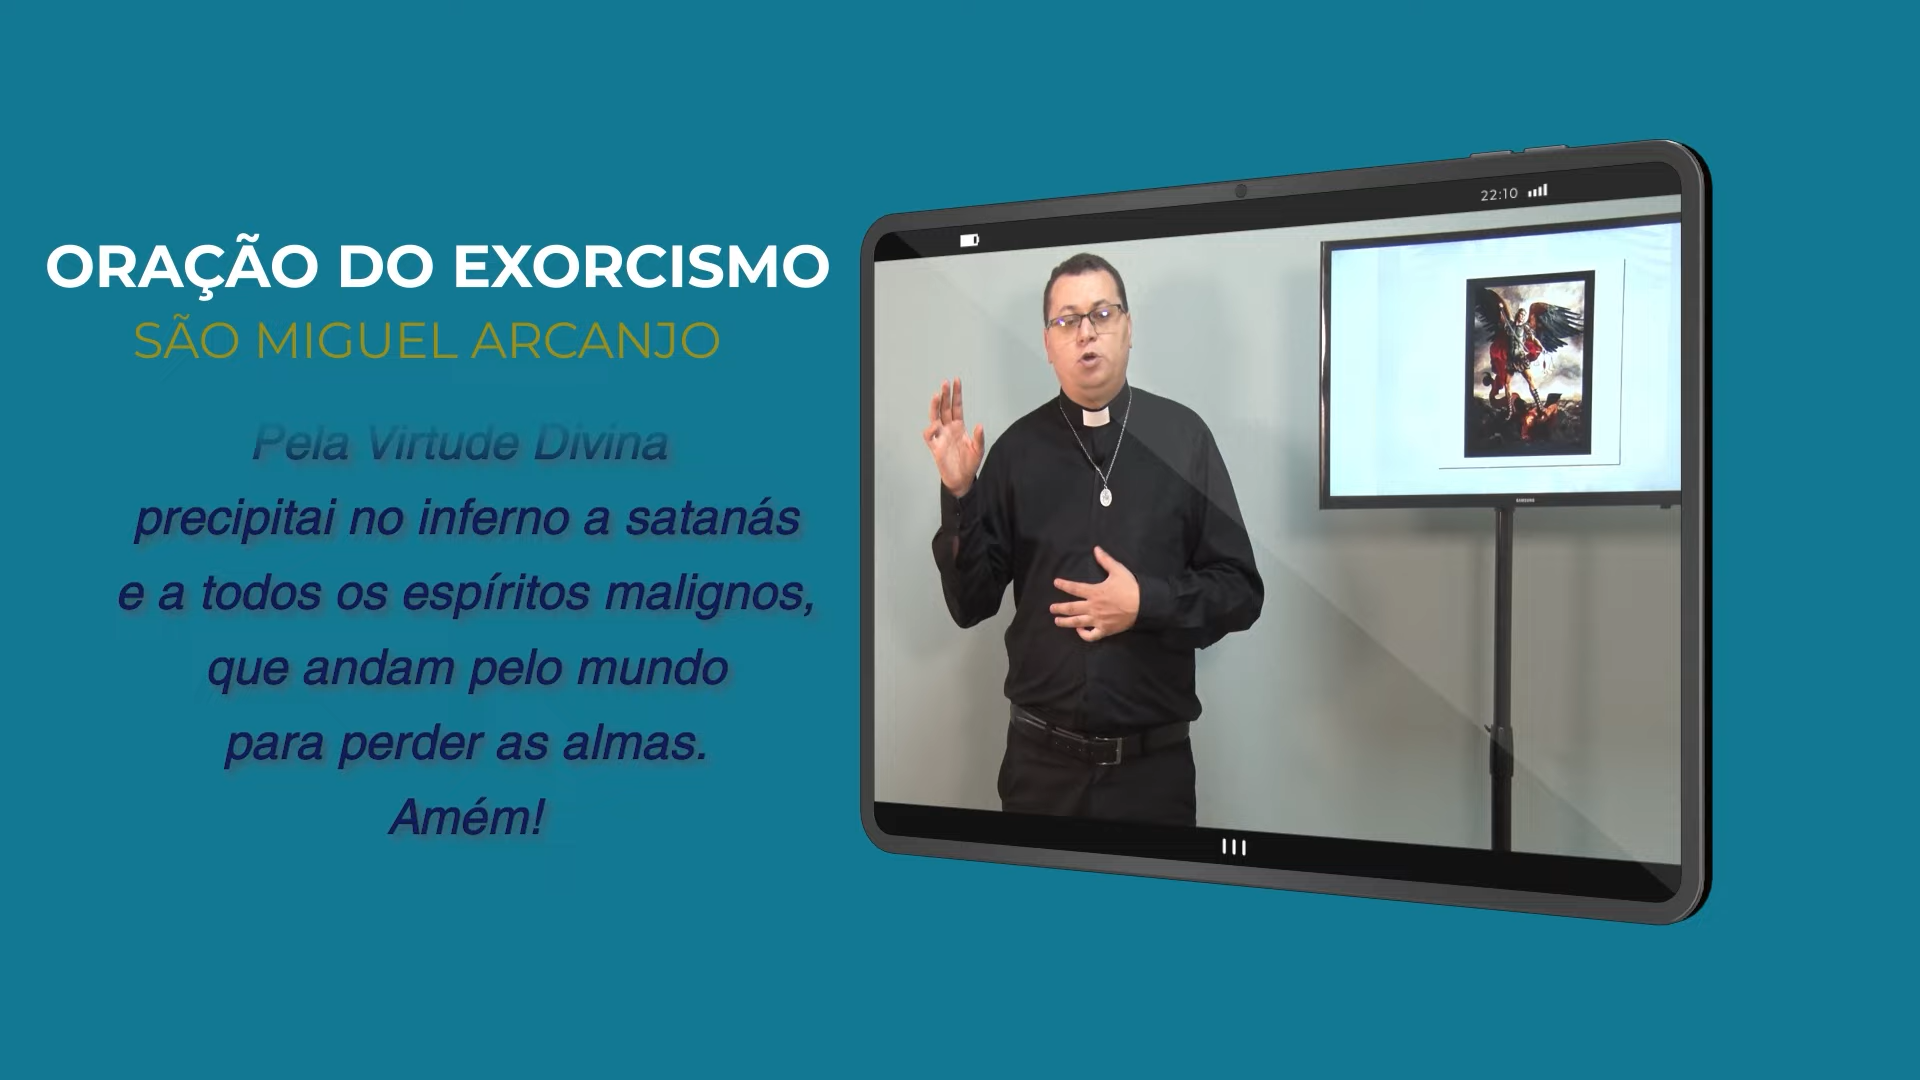 ORAÇÃO DO EXORCISMO
SÃO MIGUEL ARCANJO
Pela Virtude Divina
precipitai no inferno a satanás
e a todos os espíritos malignos,
que andam pelo mundo
para perder as almas.
Amém!
22:10
SAMSUNG